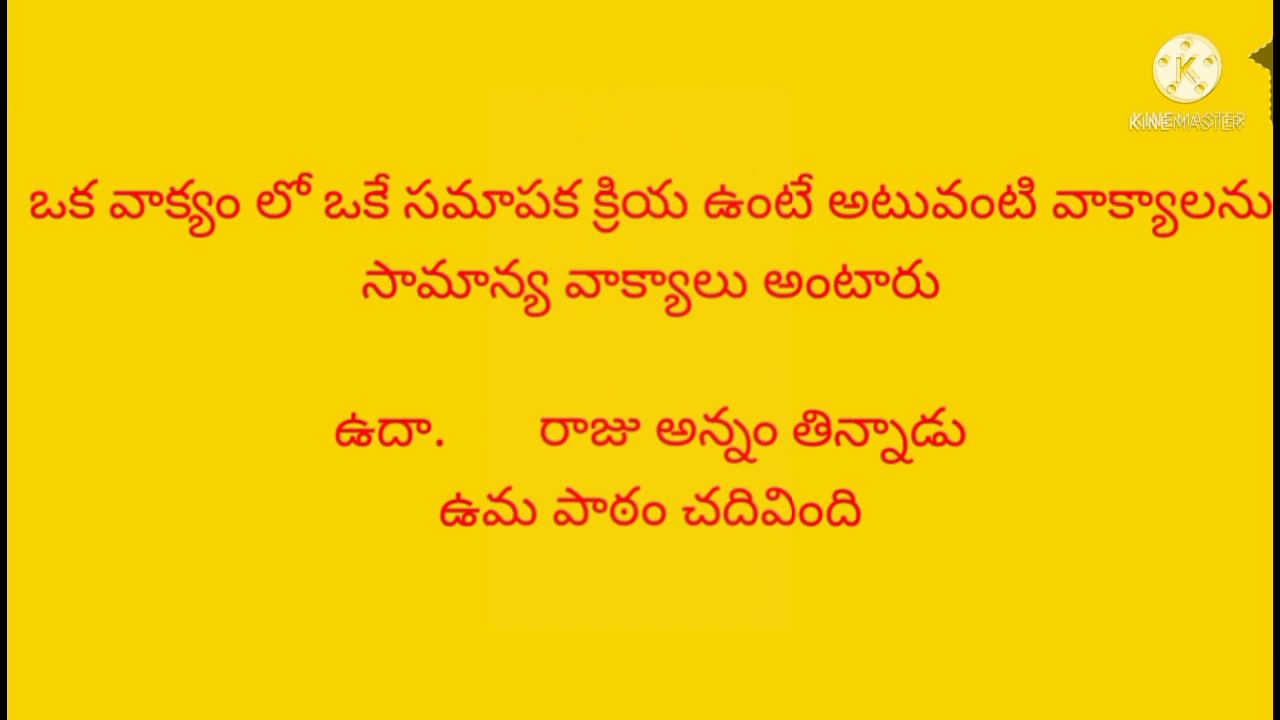 KINEMASTER
ఒక వాక్యం లో ఒకే సమాపక క్రియ ఉంటే అటువంటి వాక్యాలను
సామాన్య వాక్యాలు అంటారు
ఉదా. రాజు అన్నం తిన్నాడు
ఉమ పాఠం చదివింది